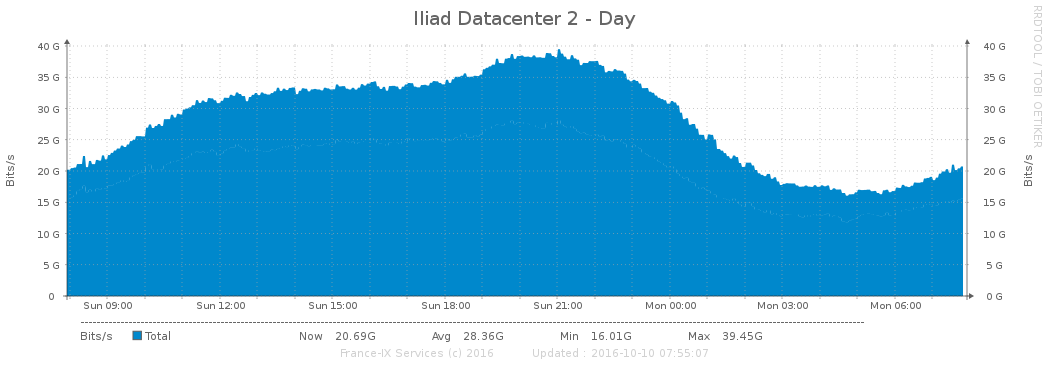 Iliad Datacenter 2 - Day
RRDTOOL / TOBI OETIKER
Bits/s
Bits/s
40 G 40 G
35 G 35 G
30 G 30 G
25 G 25 G
20 G 20 G
15 G 15 G
10 G 10 G
5 G 5 G
0 0 G
Sun 09:00 Sun 12:00 Sun 15:00 Sun 18:00 Sun 21:00 Mon 00:00 Mon 03:00 Mon 06:00
Bits/s Total Now 20.69G Avg 28.36G Min 16.01G Max 39.45G
France-IX Services (c) 2016 Updated : 2016-10-10 07:55:07